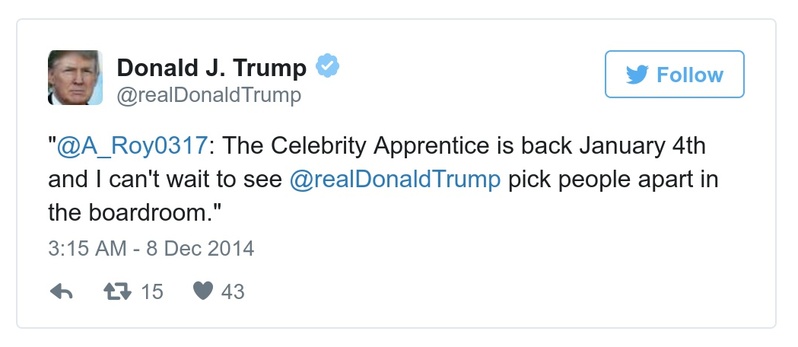 Donald J. Trump
@realDonaldTrump
Follow
"@A_Roy0317: The Celebrity Apprentice is back January 4th
and I can't wait to see @realDonaldTrump pick people apart in
the boardroom."
3:15 AM - 8 Dec 2014
15 43